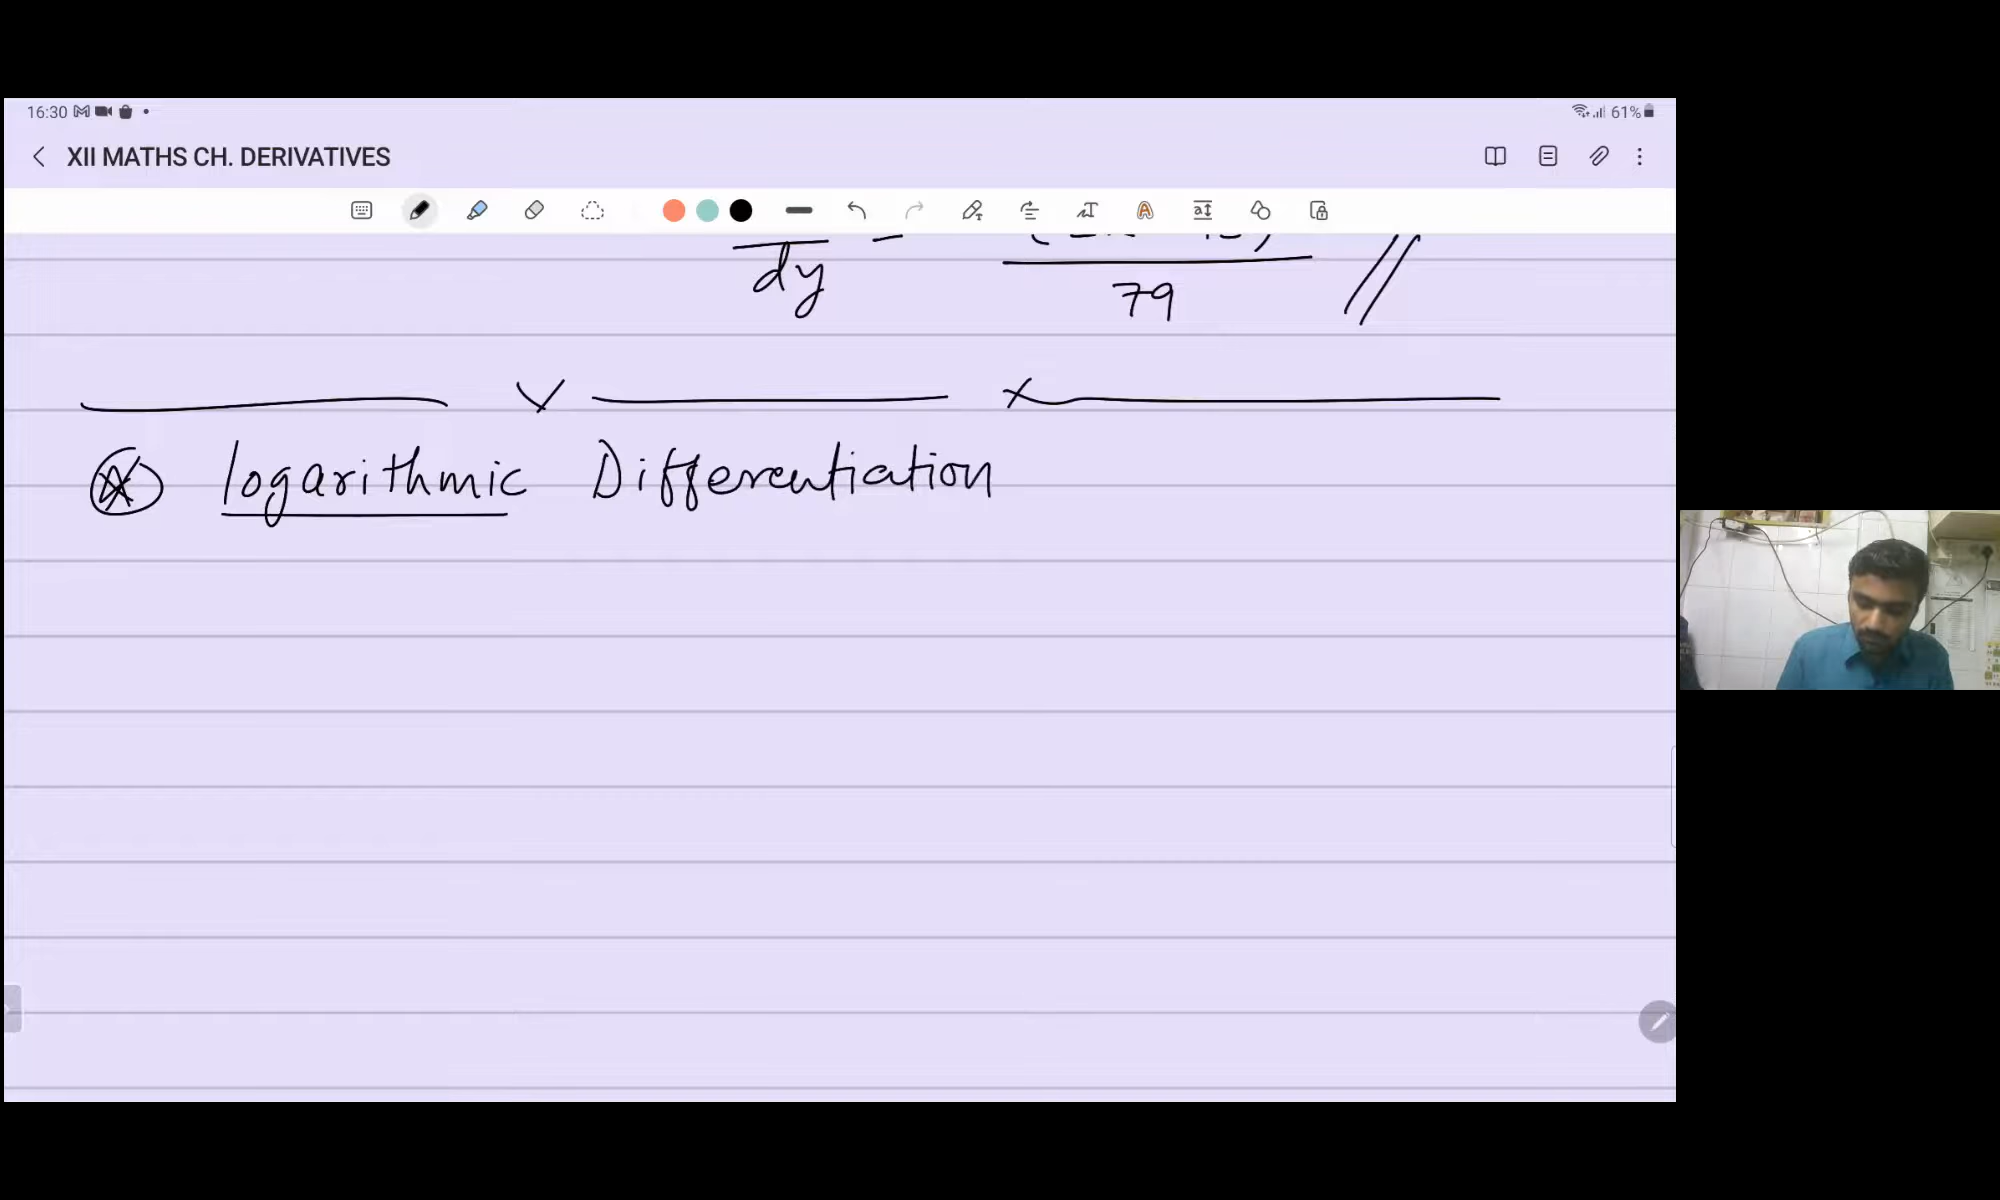 16:30
61%
XII MATHS CH. DERIVATIVES
dy =
79
logarithmic Differentiation